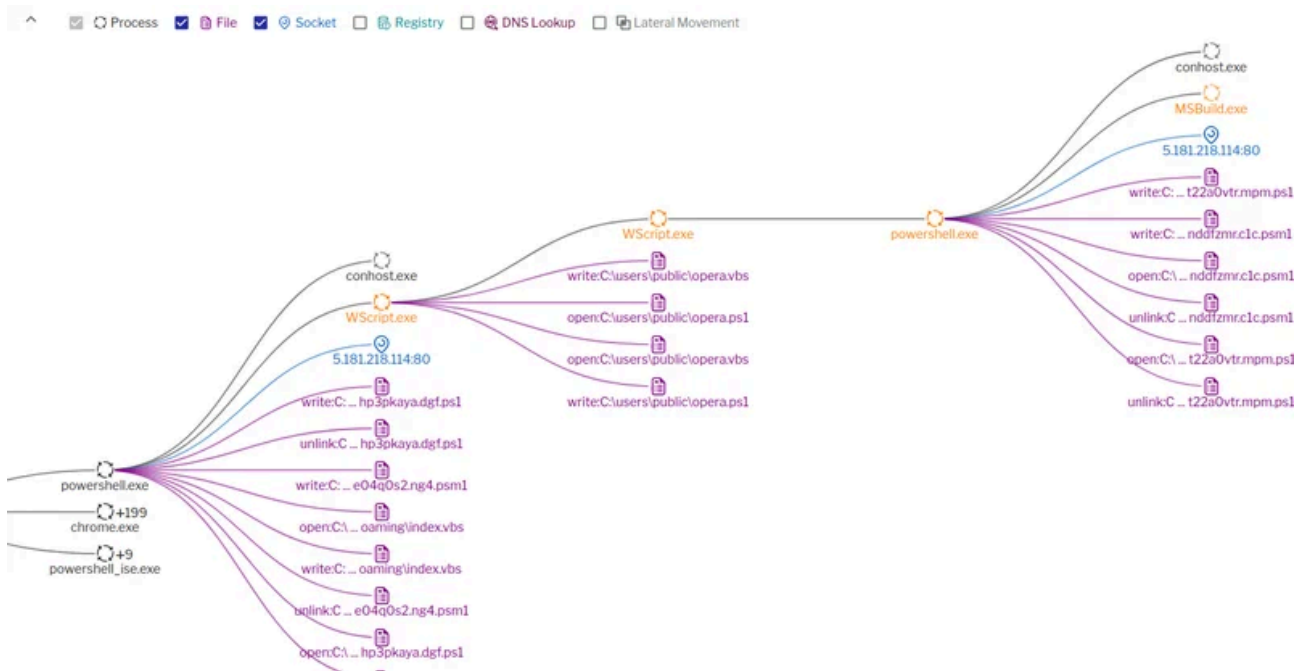 Process File Socket Registry DNS Lookup Lateral Movement
conhost.exe
MSBuild.exe
5.181.218.114:80
write:C: ... t22a0vtr.mpm.ps1
write:C: ... nddfzmr.c1c.psm1
open:C:\ ... nddfzmr.c1c.psm1
unlink:C ... nddfzmr.c1c.psm1
open:C:\ ... t22a0vtr.mpm.ps1
unlink:C ... t22a0vtr.mpm.ps1
WScript.exe
powershell.exe
write:C:\users\public\opera.vbs
open:C:\users\public\opera.ps1
open:C:\users\public\opera.vbs
write:C:\users\public\opera.ps1
conhost.exe
WScript.exe
5.181.218.114:80
write:C: ... hp3pkaya.dgf.ps1
unlink:C ... hp3pkaya.dgf.ps1
write:C: ... e04q0s2.ng4.psm1
open:C:\ ... oaming\index.vbs
write:C: ... oaming\index.vbs
unlink:C ... e04q0s2.ng4.psm1
open:C:\ ... hp3pkaya.dgf.ps1
powershell.exe
+199
chrome.exe
+9
powershell_ise.exe